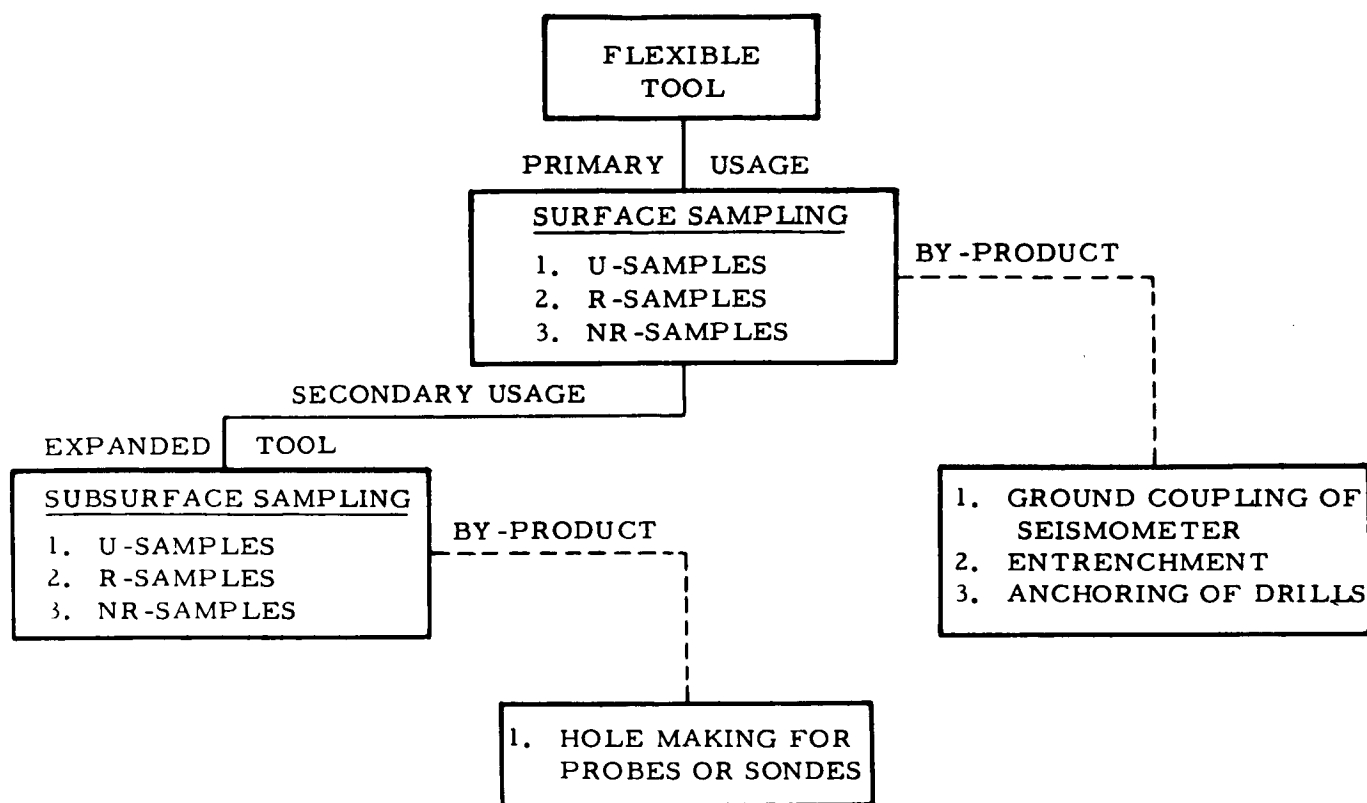 FLEXIBLE
TOOL
PRIMARY USAGE
SURFACE SAMPLING
1. U-SAMPLES
2. R-SAMPLES
3. NR-SAMPLES
BY-PRODUCT
SECONDARY USAGE
EXPANDED TOOL
SUBSURFACE SAMPLING
1. U-SAMPLES
2. R-SAMPLES
3. NR-SAMPLES
BY-PRODUCT
1. GROUND COUPLING OF
SEISMOMETER
2. ENTRENCHMENT
3. ANCHORING OF DRILLS
1. HOLE MAKING FOR
PROBES OR SONDES